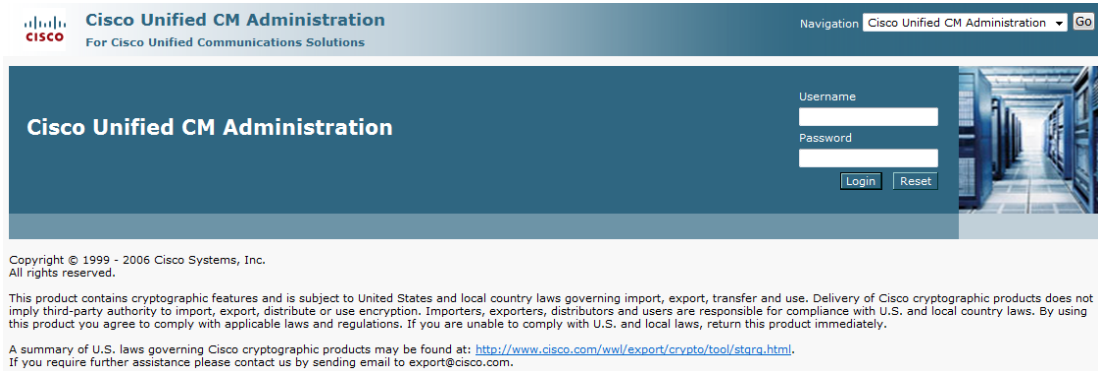 CISCO
Cisco Unified CM Administration
For Cisco Unified Communications Solutions
Navigation Cisco Unified CM Administration Go
Cisco Unified CM Administration
Username
Password
Login Reset
Copyright © 1999 - 2006 Cisco Systems, Inc.
All rights reserved.
This product contains cryptographic features and is subject to United States and local country laws governing import, export, transfer and use. Delivery of Cisco cryptographic products does not
imply third-party authority to import, export, distribute or use encryption. Importers, exporters, distributors and users are responsible for compliance with U.S. and local country laws. By using
this product you agree to comply with applicable laws and regulations. If you are unable to comply with U.S. and local laws, return this product immediately.
A summary of U.S. laws governing Cisco cryptographic products may be found at: http://www.cisco.com/wwl/export/crypto/tool/stqrg.html.
If you require further assistance please contact us by sending email to export@cisco.com.